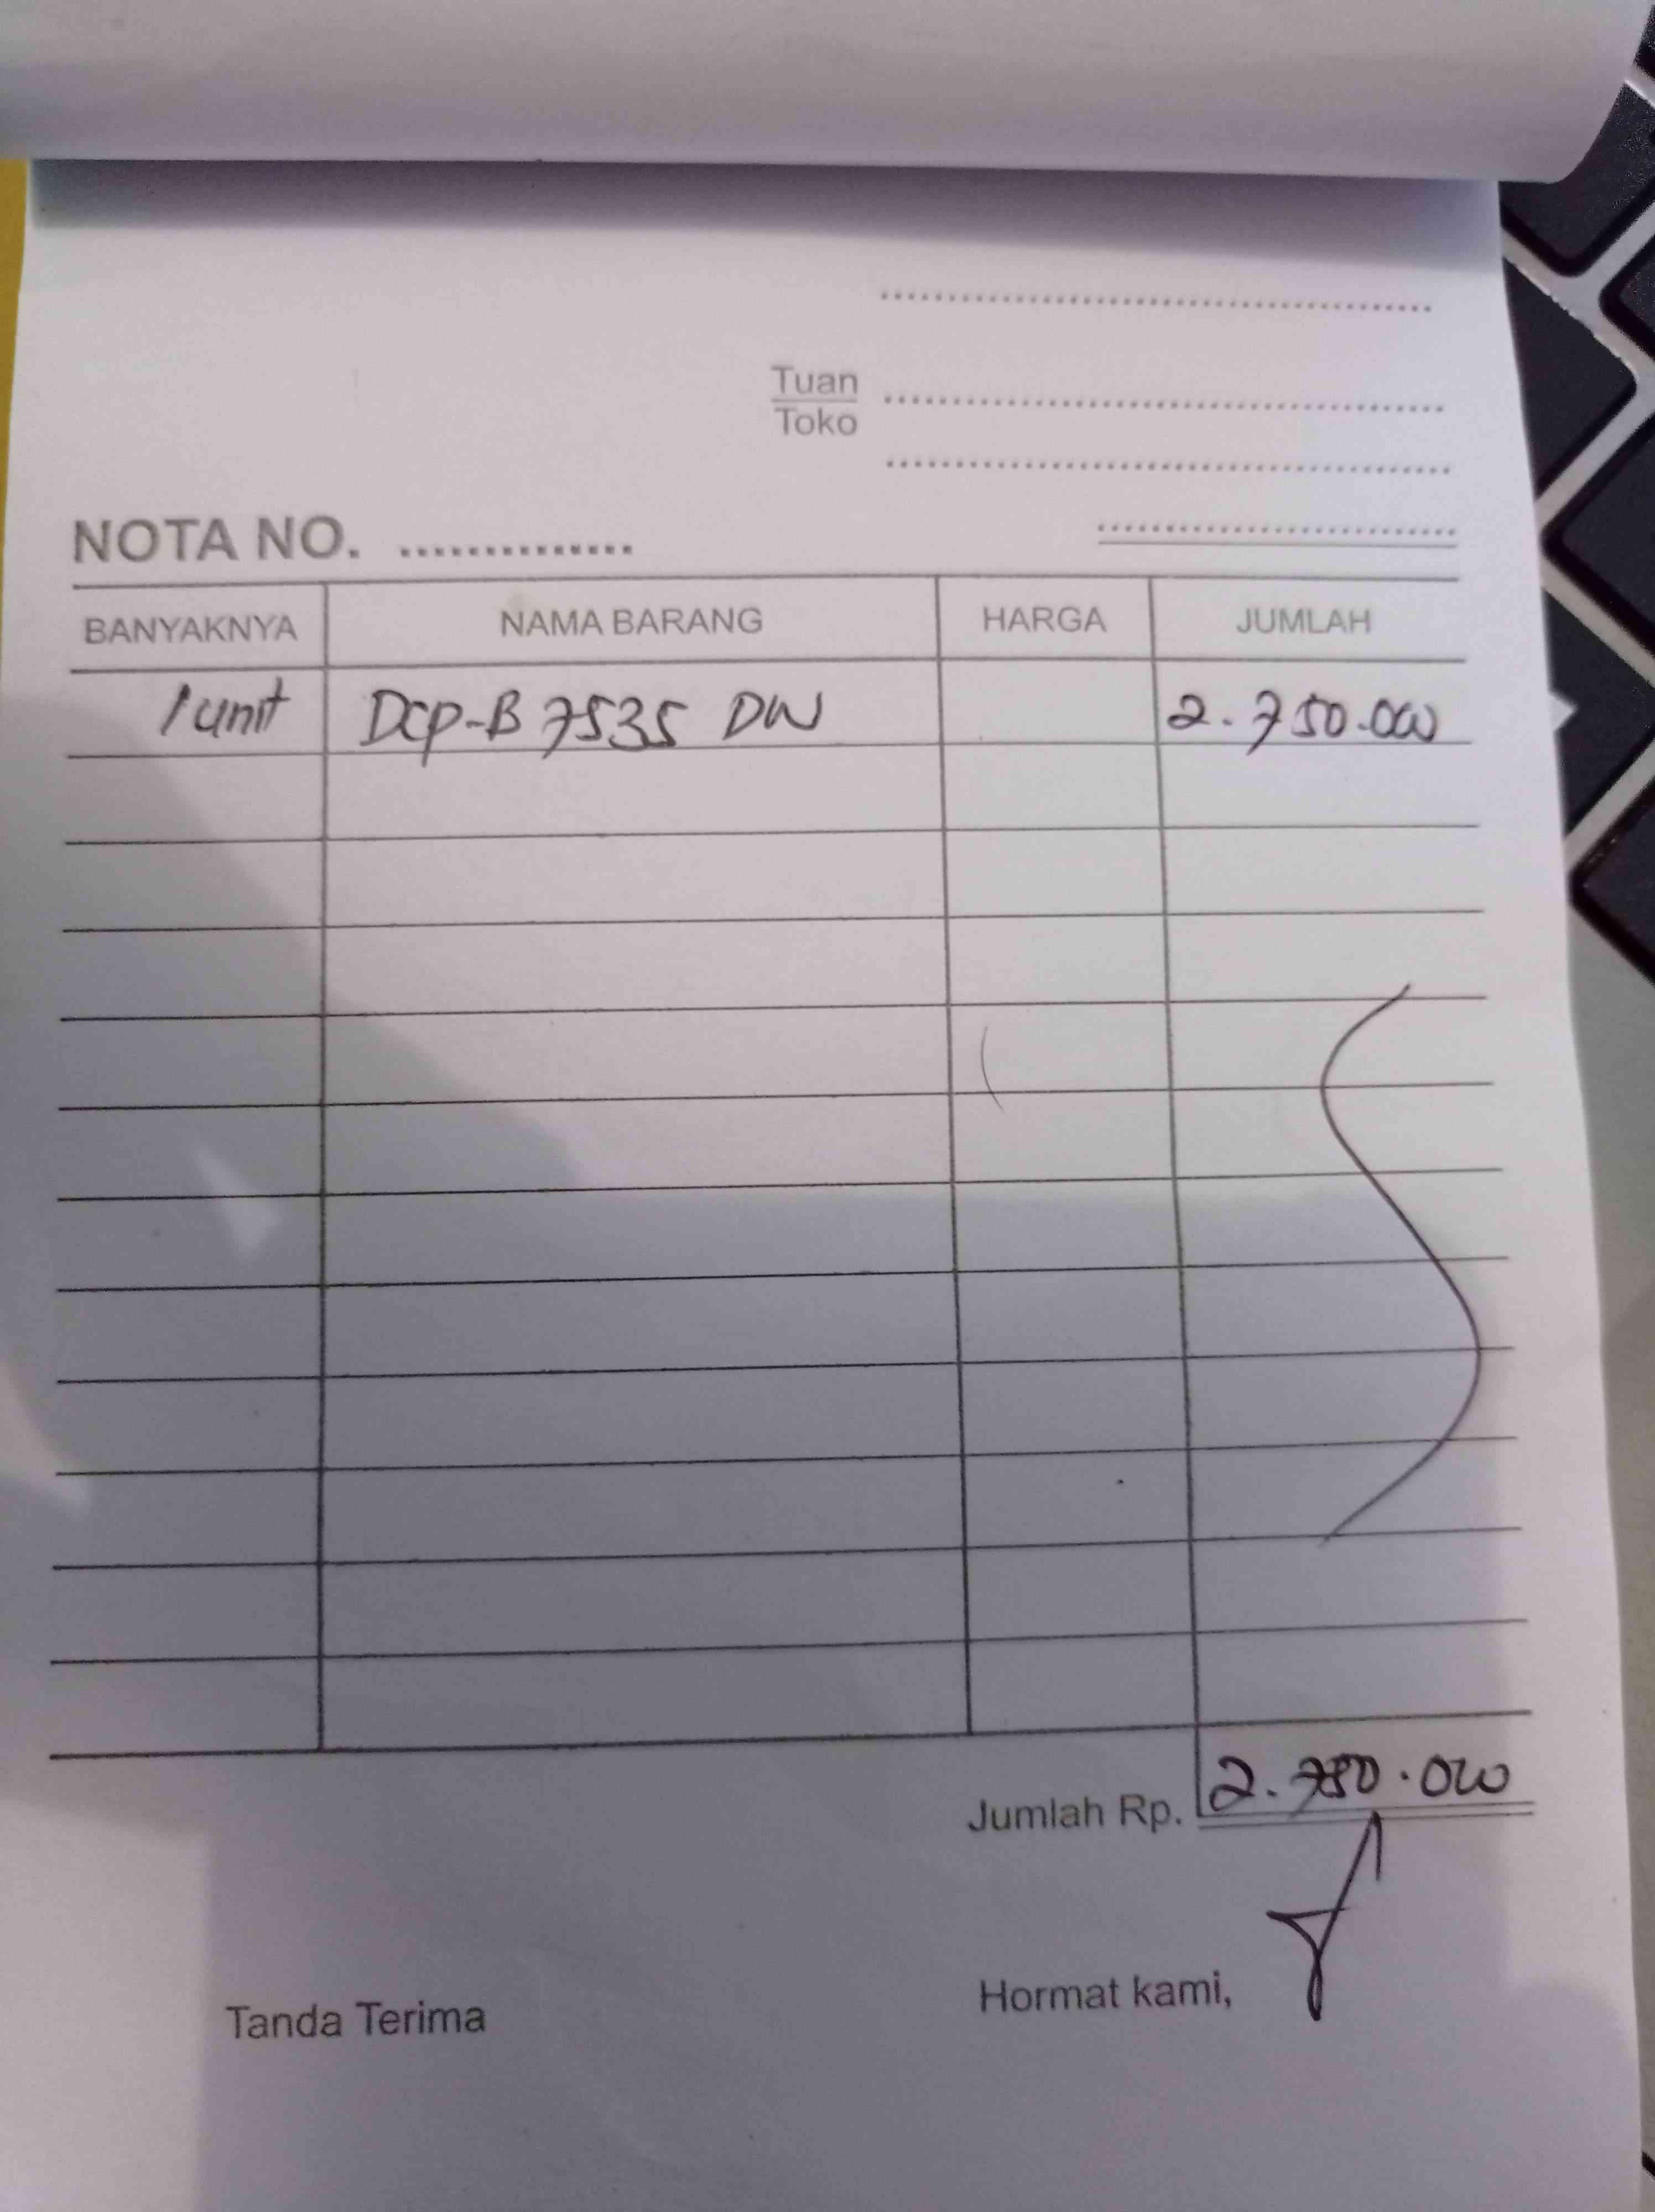 Tuan
Toko
NOTA NO. ..............
BANYAKNYA NAMA BARANG HARGA JUMLAH
1 unit DCP-B 7535 DW 2.750.000
Jumlah Rp. 2.750.000
Tanda Terima Hormat kami,